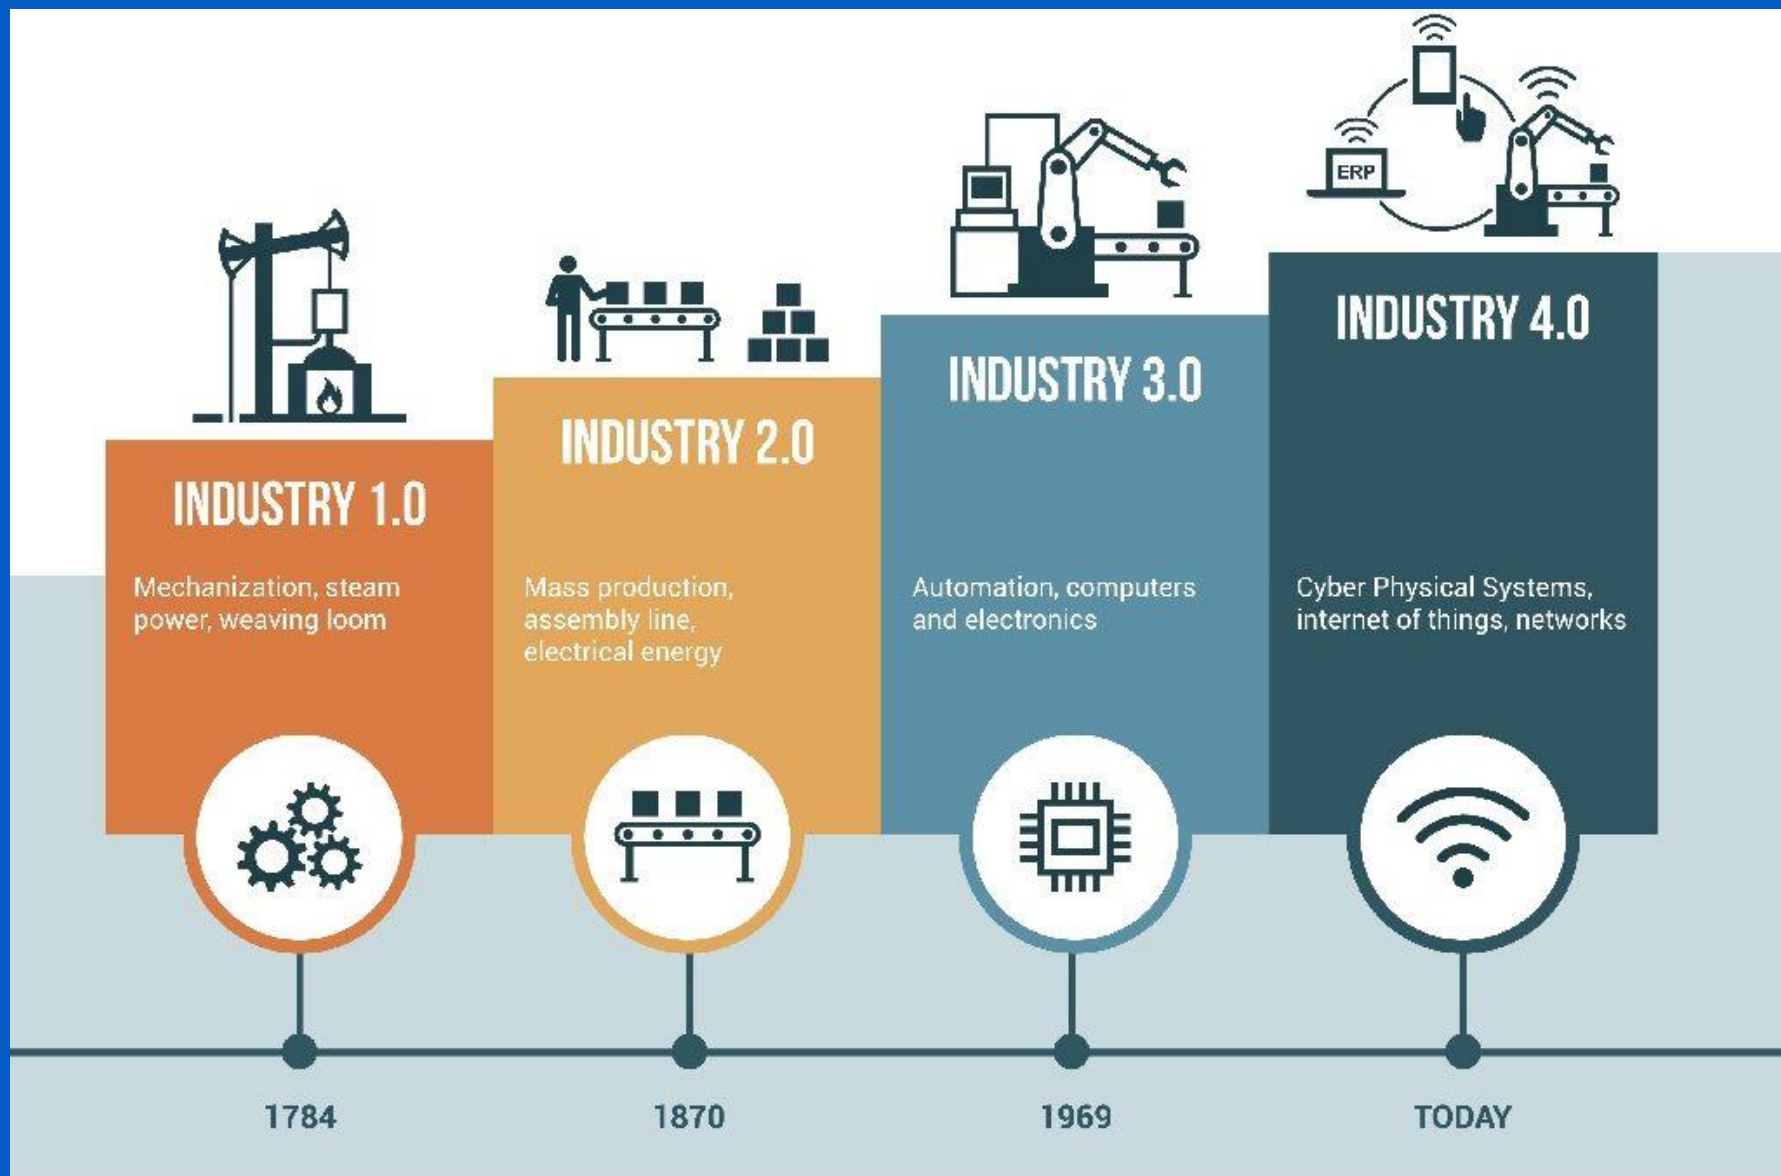 ERP
INDUSTRY 1.0
Mechanization, steam
power, weaving loom
1784
INDUSTRY 2.0
Mass production,
assembly line,
electrical energy
1870
INDUSTRY 3.0
Automation, computers
and electronics
1969
INDUSTRY 4.0
Cyber Physical Systems,
internet of things, networks
TODAY